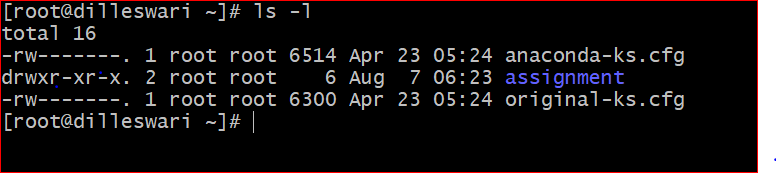 [root@dilleswari ~]# ls -l
total 16
-rw-------. 1 root root 6514 Apr 23 05:24 anaconda-ks.cfg
drwxr-xr-x. 2 root root    6 Aug  7 06:23 assignment
-rw-------. 1 root root 6300 Apr 23 05:24 original-ks.cfg
[root@dilleswari ~]#